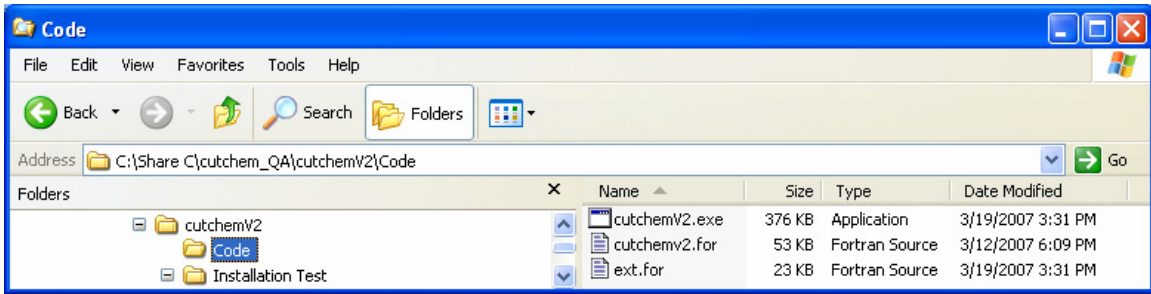 Code
File Edit View Favorites Tools Help
Back Search Folders
Address C:\Share C\cutchem_QA\cutchemV2\Code Go
Folders
cutchemV2
Code
Installation Test
Name Size Type Date Modified
cutchemV2.exe 376 KB Application 3/19/2007 3:31 PM
cutchemv2.for 53 KB Fortran Source 3/12/2007 6:09 PM
ext.for 23 KB Fortran Source 3/19/2007 3:31 PM